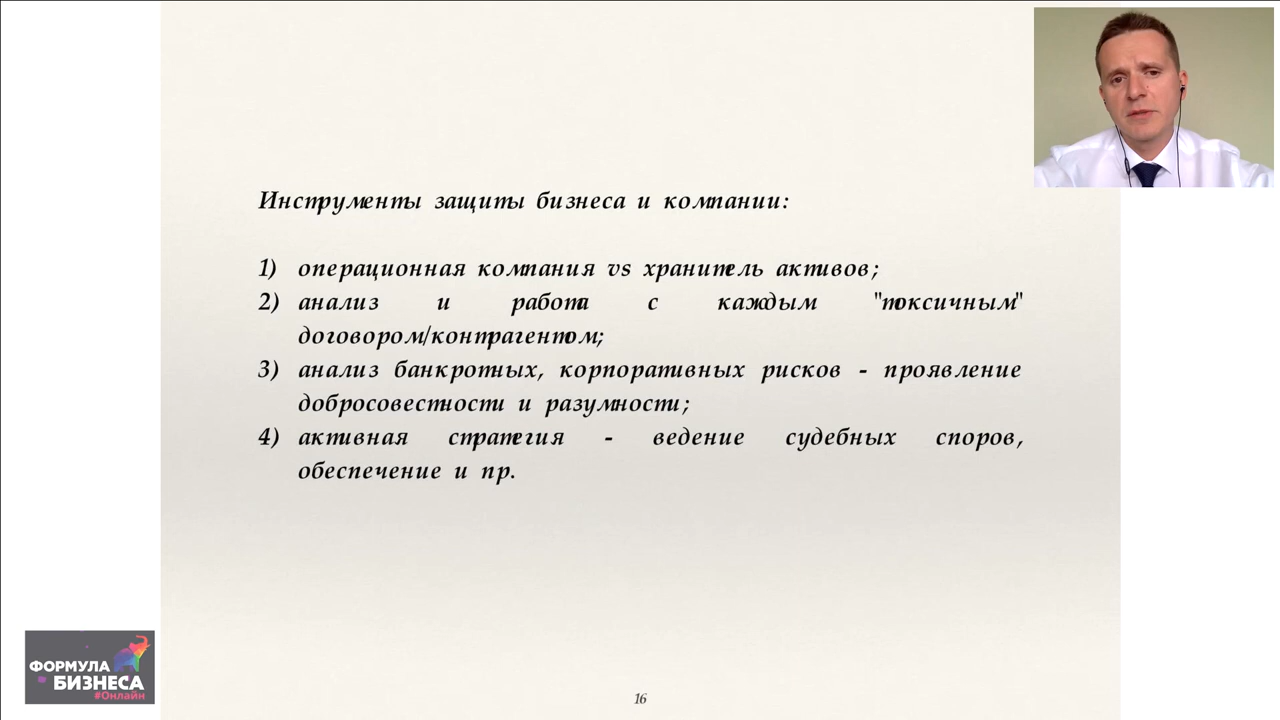 Инструменты защиты бизнеса и компании:
1) операционная компания vs хранитель активов;
2) анализ и работа с каждым "токсичным"
договором/контрагентом;
3) анализ банкротных, корпоративных рисков - проявление
добросовестности и разумности;
4) активная стратегия - ведение судебных споров,
обеспечение и пр.
ФОРМУЛА
БИЗНЕСА
#Онлайн
16